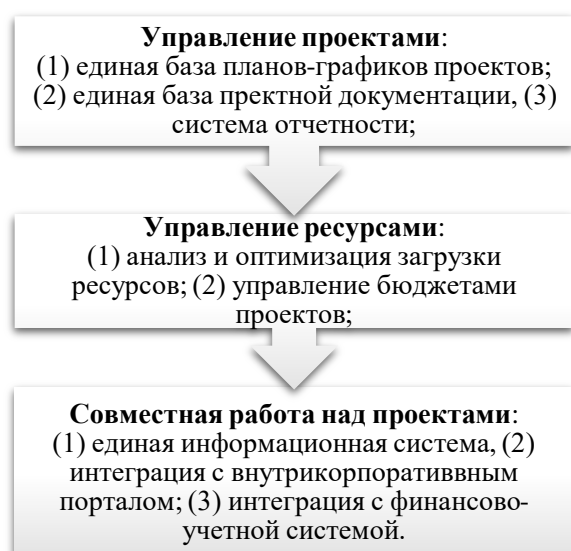 Управление проектами:
(1) единая база планов-графиков проектов;
(2) единая база пректной документации, (3)
система отчетности;
Управление ресурсами:
(1) анализ и оптимизация загрузки
ресурсов; (2) управление бюджетами
проектов;
Совместная работа над проектами:
(1) единая информационная система, (2)
интеграция с внутрикорпоративвным
порталом; (3) интеграция с финансово-
учетной системой.